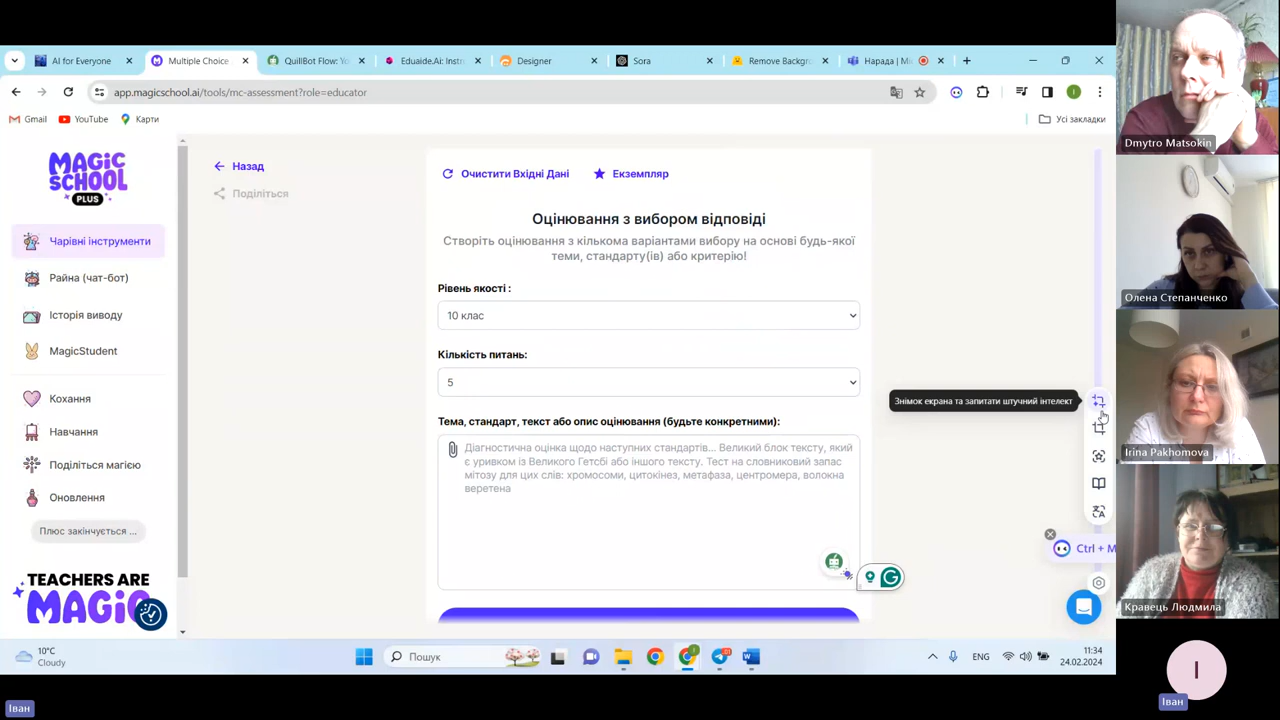 AI for Everyone
Multiple Choice
QuillBot Flow: Yo
Eduaide.Ai: Instr
Designer
Sora
Remove Backgro
Нарада | Mi
app.magicschool.ai/tools/mc-assessment?role=educator
Gmail
YouTube
Карти
Усі закладки
MAGIC
SCHOOL
PLUS
Чарівні інструменти
Райна (чат-бот)
Історія виводу
MagicStudent
Кохання
Навчання
Поділіться магією
Оновлення
Плюс закінчується ...
TEACHERS ARE
MAGIC
Назад
Поділіться
Очистити Вхідні Дані
Екземпляр
Оцінювання з вибором відповіді
Створіть оцінювання з кількома варіантами вибору на основі будь-якої
теми, стандарту(ів) або критерію!
Рівень якості :
10 клас
Кількість питань:
5
Тема, стандарт, текст або опис оцінювання (будьте конкретними):
Діагностична оцінка щодо наступних стандартів... Великий блок тексту, який
є уривком із Великого Гетсбі або іншого тексту. Тест на словниковий запас
мітозу для цих слів: хромосоми, цитокінез, метафаза, центромера, волокна
веретена
Знімок екрана та запитати штучний інтелект
Ctrl + M
10°C
Cloudy
Пошук
ENG
11:34
24.02.2024
Dmytro Matsokin
Олена Степанченко
Irina Pakhomova
Кравець Людмила
І
Іван
Іван